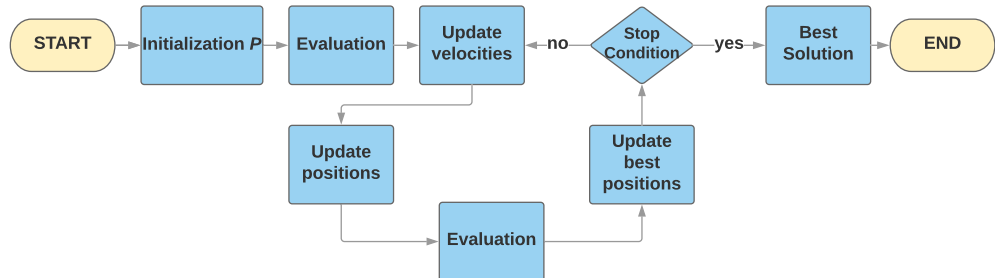 START
Initialization P
Evaluation
Update
velocities
no
Stop
Condition
yes
Best
Solution
END
Update
positions
Update
best
positions
Evaluation